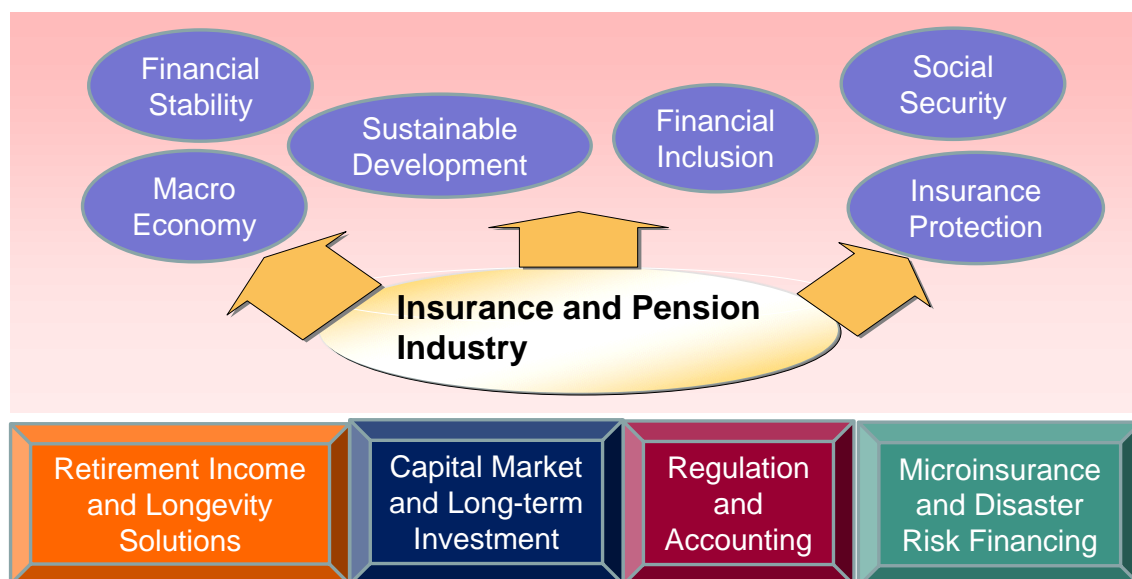 Financial
Stability
Macro
Economy
Sustainable
Development
Financial
Inclusion
Social
Security
Insurance
Protection
Insurance and Pension
Industry
Retirement Income
and Longevity
Solutions
Capital Market
and Long-term
Investment
Regulation
and
Accounting
Microinsurance
and Disaster
Risk Financing